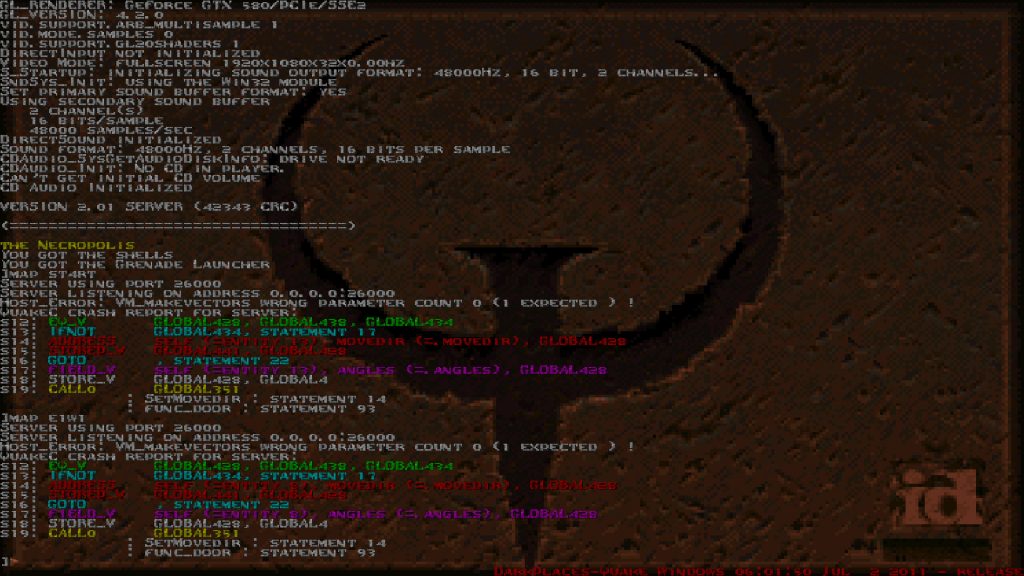 GL_RENDERER: GeForce GTX 580/PCIe/SSE2
GL_VERSION: 4.2.0
vid.support.arb_multisample 1
vid.mode.samples 0
vid.support.gl20shaders 1
DirectInput not initialized
Video Mode: fullscreen 1920x1080x32x0.00hz
S_Startup: initializing sound output format: 48000Hz, 16 bit, 2 channels...
SndSys_Init: using the Win32 module
Set primary sound buffer format: yes
Using secondary sound buffer
2 channel(s)
16 bits/sample
48000 samples/sec
DirectSound initialized
Sound format: 48000Hz, 2 channels, 16 bits per sample
CDAudio_SysGetAudioDiskInfo: drive not ready
CDAudio_Init: No CD in player.
Can't get initial CD volume
CD Audio Initialized
VERSION 2.01 SERVER (42343 CRC)
<===================================>
the Necropolis
You got the shells
You got the Grenade Launcher
]map st4rt
Server using port 26000
Server listening on address 0.0.0.0:26000
Host_Error: VM_makevectors wrong parameter count 0 (1 expected ) !
QuakeC crash report for server:
s12: EQ_V GLOBAL428, GLOBAL438, GLOBAL434
s13: IFNOT GLOBAL434, statement 17
s14: ADDRESS self (=entity 13), movedir (=.movedir), GLOBAL428
s15: STOREP_V GLOBAL441, GLOBAL428
s16: GOTO , statement 22
s17: FIELD_V self (=entity 13), angles (=.angles), GLOBAL428
s18: STORE_V GLOBAL428, GLOBAL4
s19: CALL0 GLOBAL351
: SetMovedir : statement 14
: func_door : statement 93
]map e1w1
Server using port 26000
Server listening on address 0.0.0.0:26000
Host_Error: VM_makevectors wrong parameter count 0 (1 expected ) !
QuakeC crash report for server:
s12: EQ_V GLOBAL428, GLOBAL438, GLOBAL434
s13: IFNOT GLOBAL434, statement 17
s14: ADDRESS self (=entity 8), movedir (=.movedir), GLOBAL428
s15: STOREP_V GLOBAL441, GLOBAL428
s16: GOTO , statement 22
s17: FIELD_V self (=entity 8), angles (=.angles), GLOBAL428
s18: STORE_V GLOBAL428, GLOBAL4
s19: CALL0 GLOBAL351
: SetMovedir : statement 14
: func_door : statement 93
]
id
DarkPlaces-Quake Windows 06:01:30 Jul 2 2011 - release